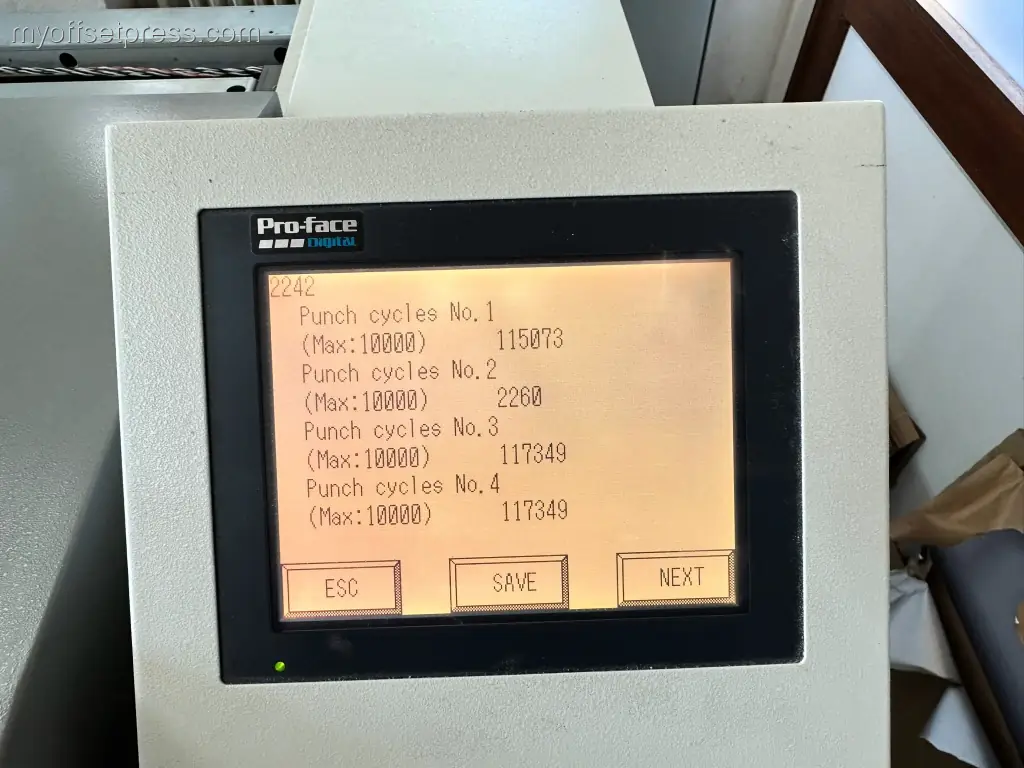 myoffsetpress.com
Pro-face
Digital
2242
Punch cycles No.1
(Max:10000) 115073
Punch cycles No.2
(Max:10000) 2260
Punch cycles No.3
(Max:10000) 117349
Punch cycles No.4
(Max:10000) 117349
ESC SAVE NEXT